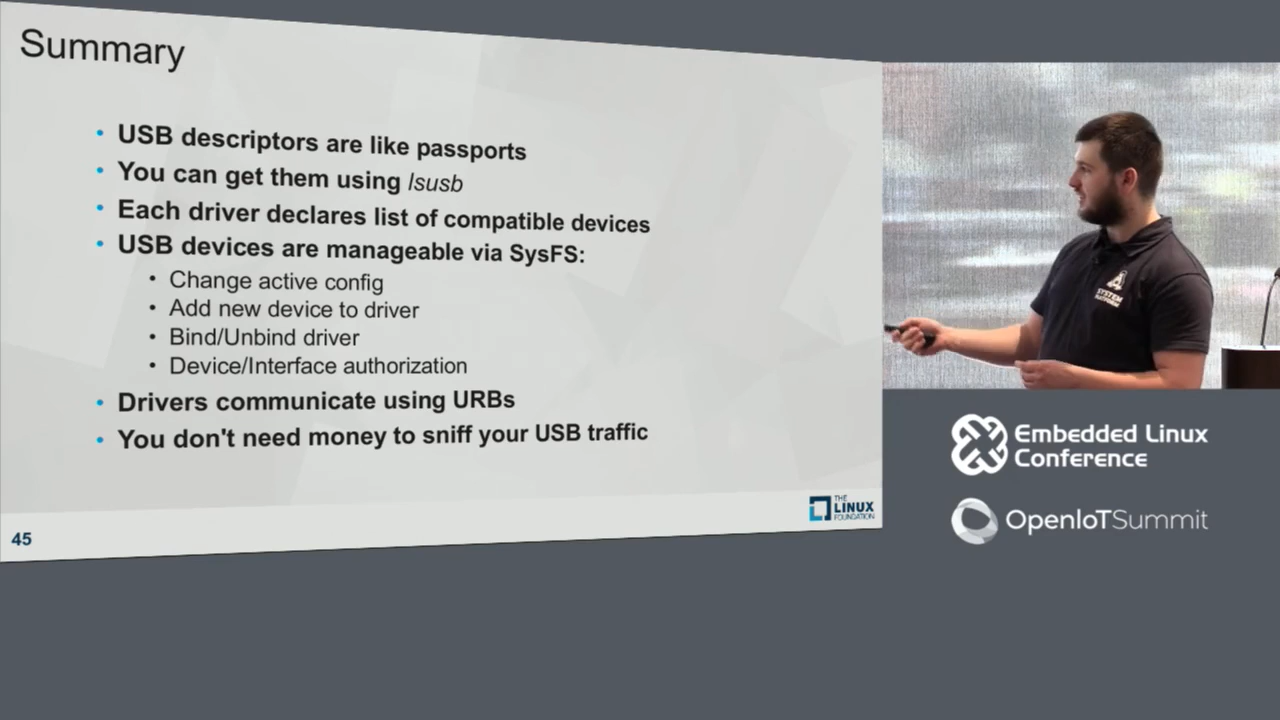 Summary
• USB descriptors are like passports
• You can get them using lsusb
• Each driver declares list of compatible devices
• USB devices are manageable via SysFS:
• Change active config
• Add new device to driver
• Bind/Unbind driver
• Device/Interface authorization
• Drivers communicate using URBs
• You don't need money to sniff your USB traffic
THE
LINUX
FOUNDATION
45
SYSTEM
PLATFORM
Embedded Linux
Conference
OpenIoTSummit